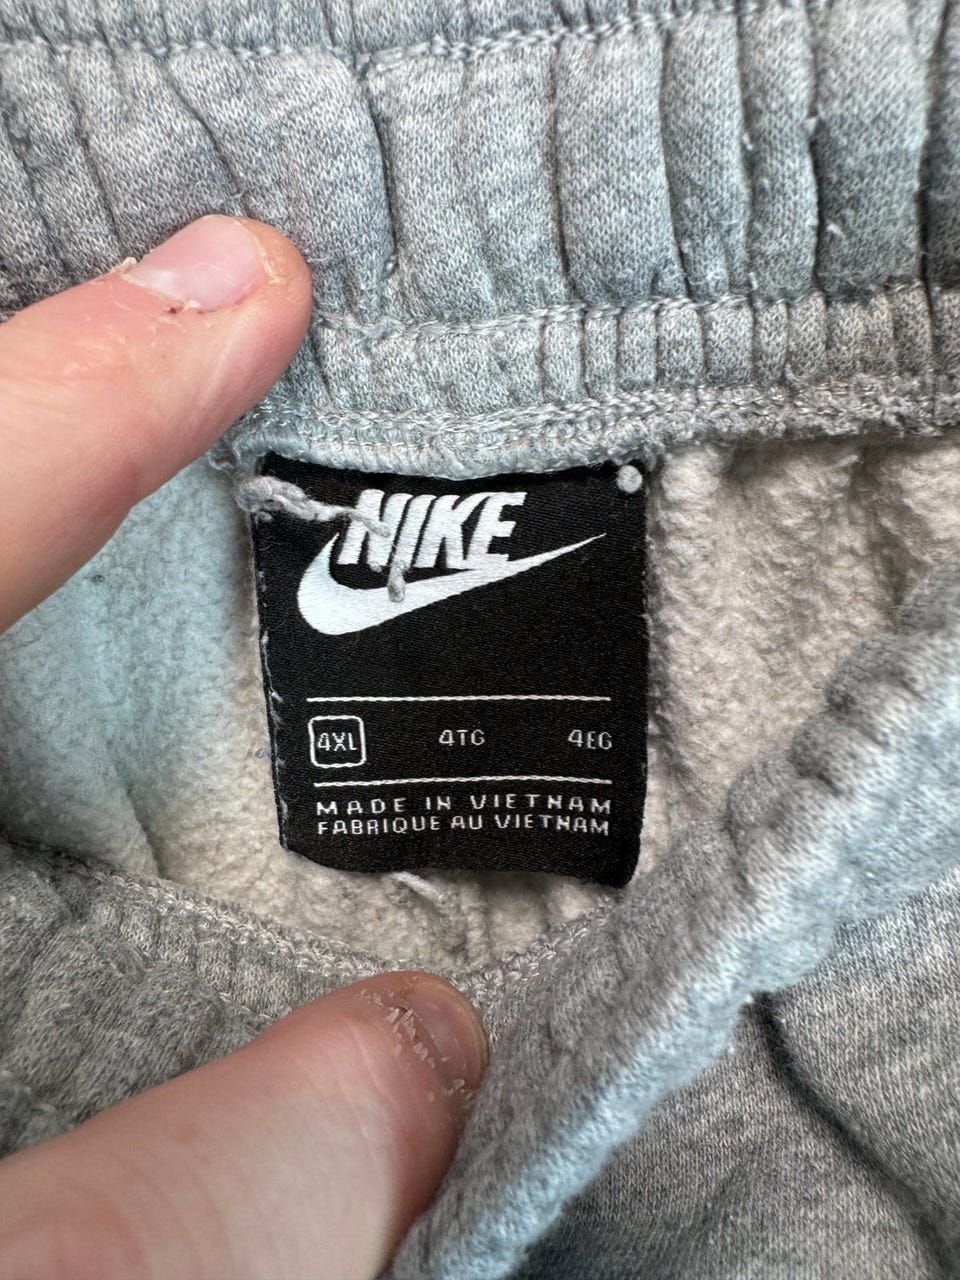 NIKE
4XL 4TG 4EG
MADE IN VIETNAM
FABRIQUE AU VIETNAM